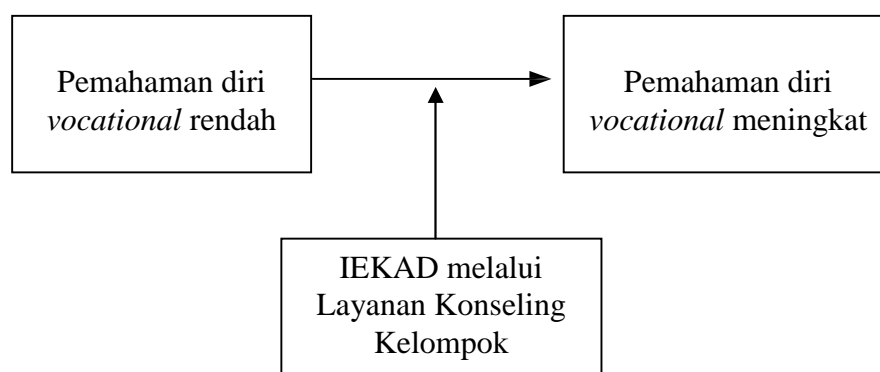 Pemahaman diri
vocational rendah
Pemahaman diri
vocational meningkat
IEKAD melalui
Layanan Konseling
Kelompok